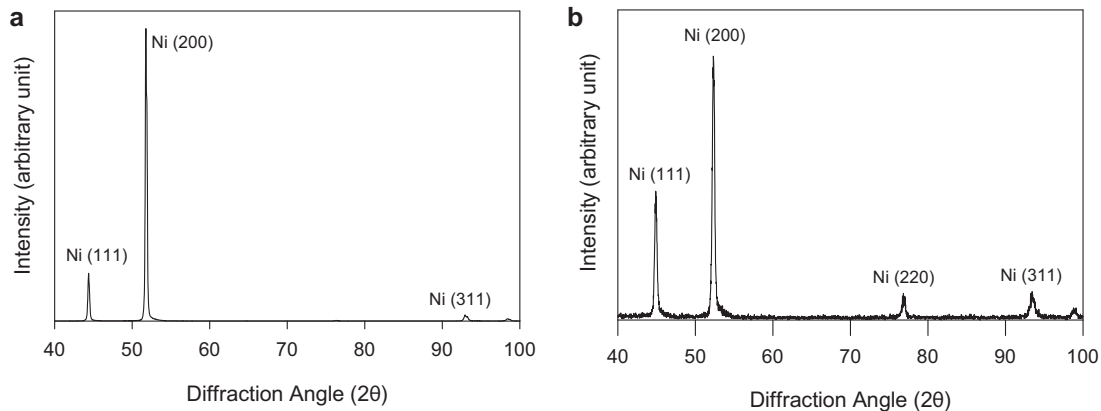 a
Ni (200)
Ni (111)
Ni (311)
Intensity (arbitrary unit)
40 50 60 70 80 90 100
Diffraction Angle (2θ)
b
Ni (200)
Ni (111)
Ni (220)
Ni (311)
Intensity (arbitrary unit)
40 50 60 70 80 90 100
Diffraction Angle (2θ)